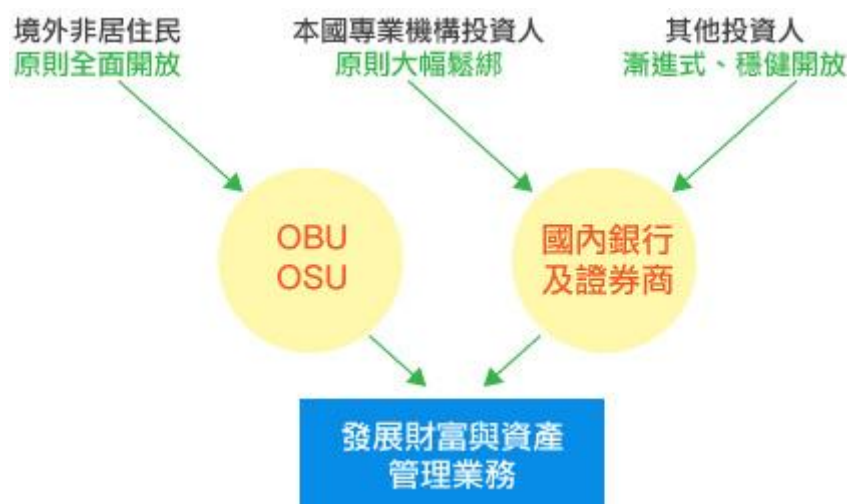 境外非居住民
原則全面開放
本國專業機構投資人
原則大幅鬆綁
其他投資人
漸進式、穩健開放
OBU
OSU
國內銀行
及證券商
發展財富與資產
管理業務